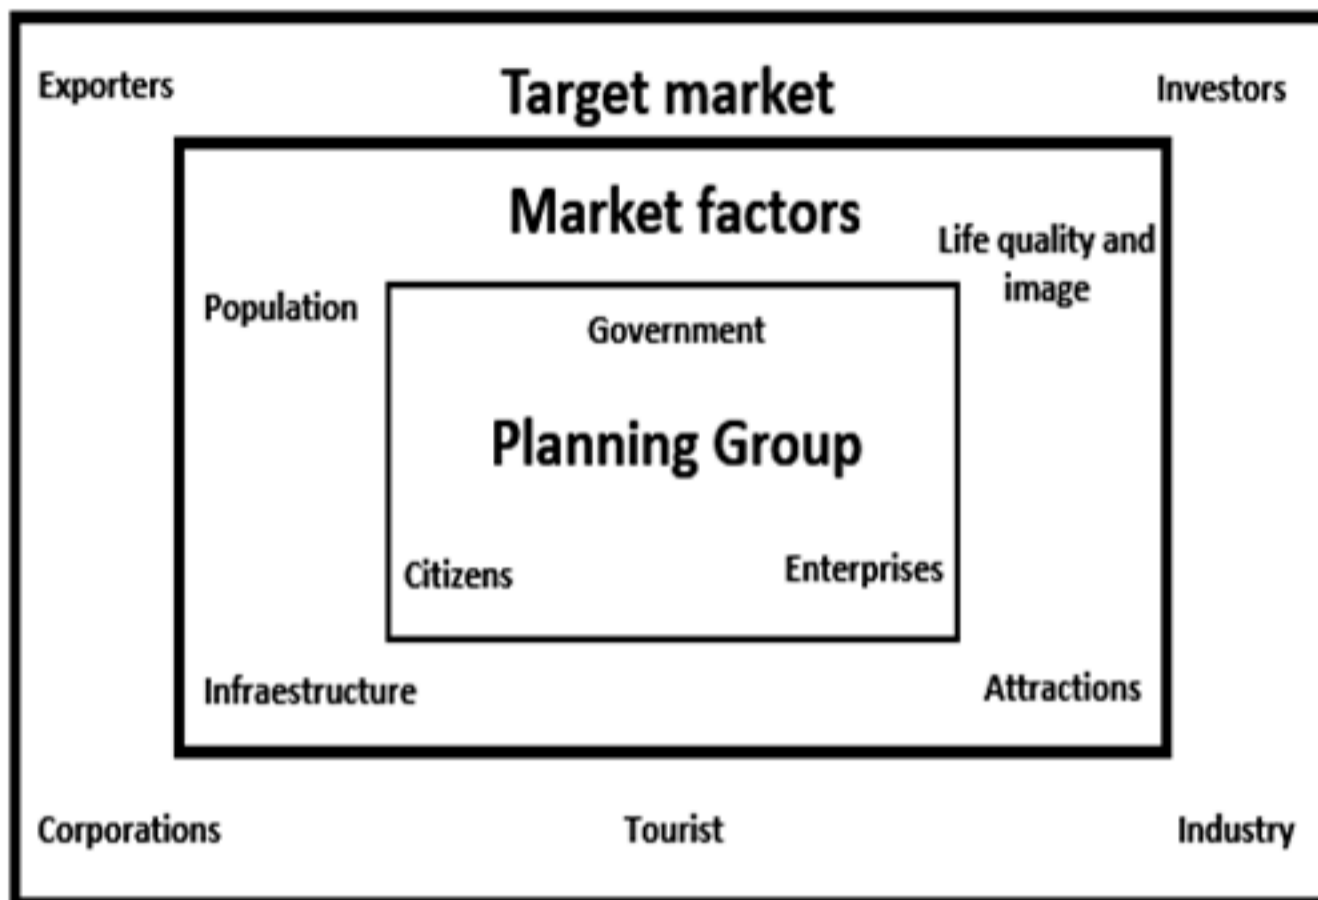 Exporters
Target market
Investors
Market factors
Life quality and
image
Population
Government
Planning Group
Citizens
Enterprises
Infraestructure
Attractions
Corporations
Tourist
Industry